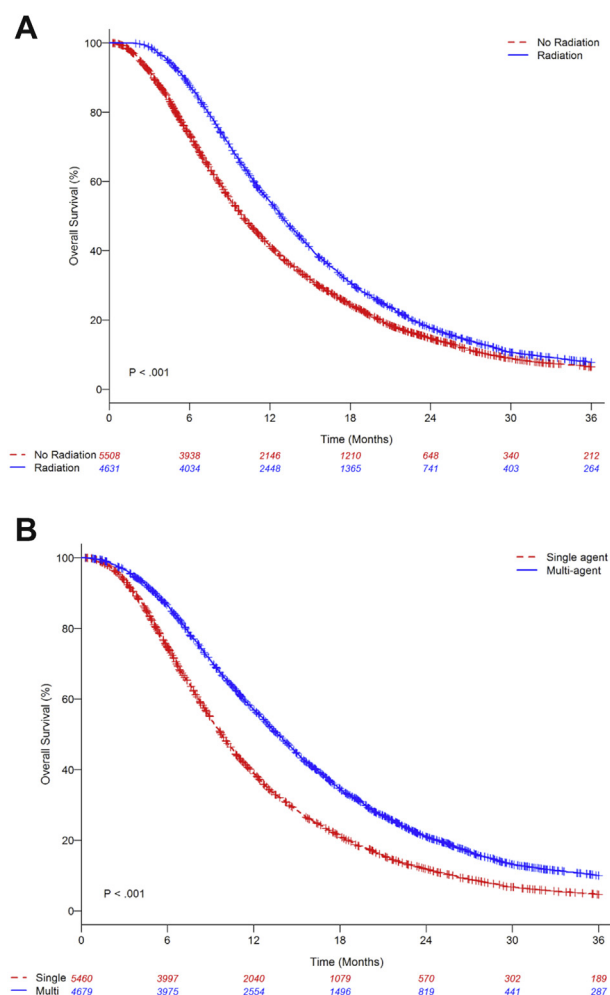 A
100
80
60
40
20
0
Overall Survival (%)
No Radiation
Radiation
P < .001
0 6 12 18 24 30 36
Time (Months)
No Radiation 5508 3938 2146 1210 648 340 212
Radiation 4631 4034 2448 1365 741 403 264
B
100
80
60
40
20
0
Overall Survival (%)
Single agent
Multi-agent
P < .001
0 6 12 18 24 30 36
Time (Months)
Single 5460 3997 2040 1079 570 302 189
Multi 4679 3975 2554 1496 819 441 287